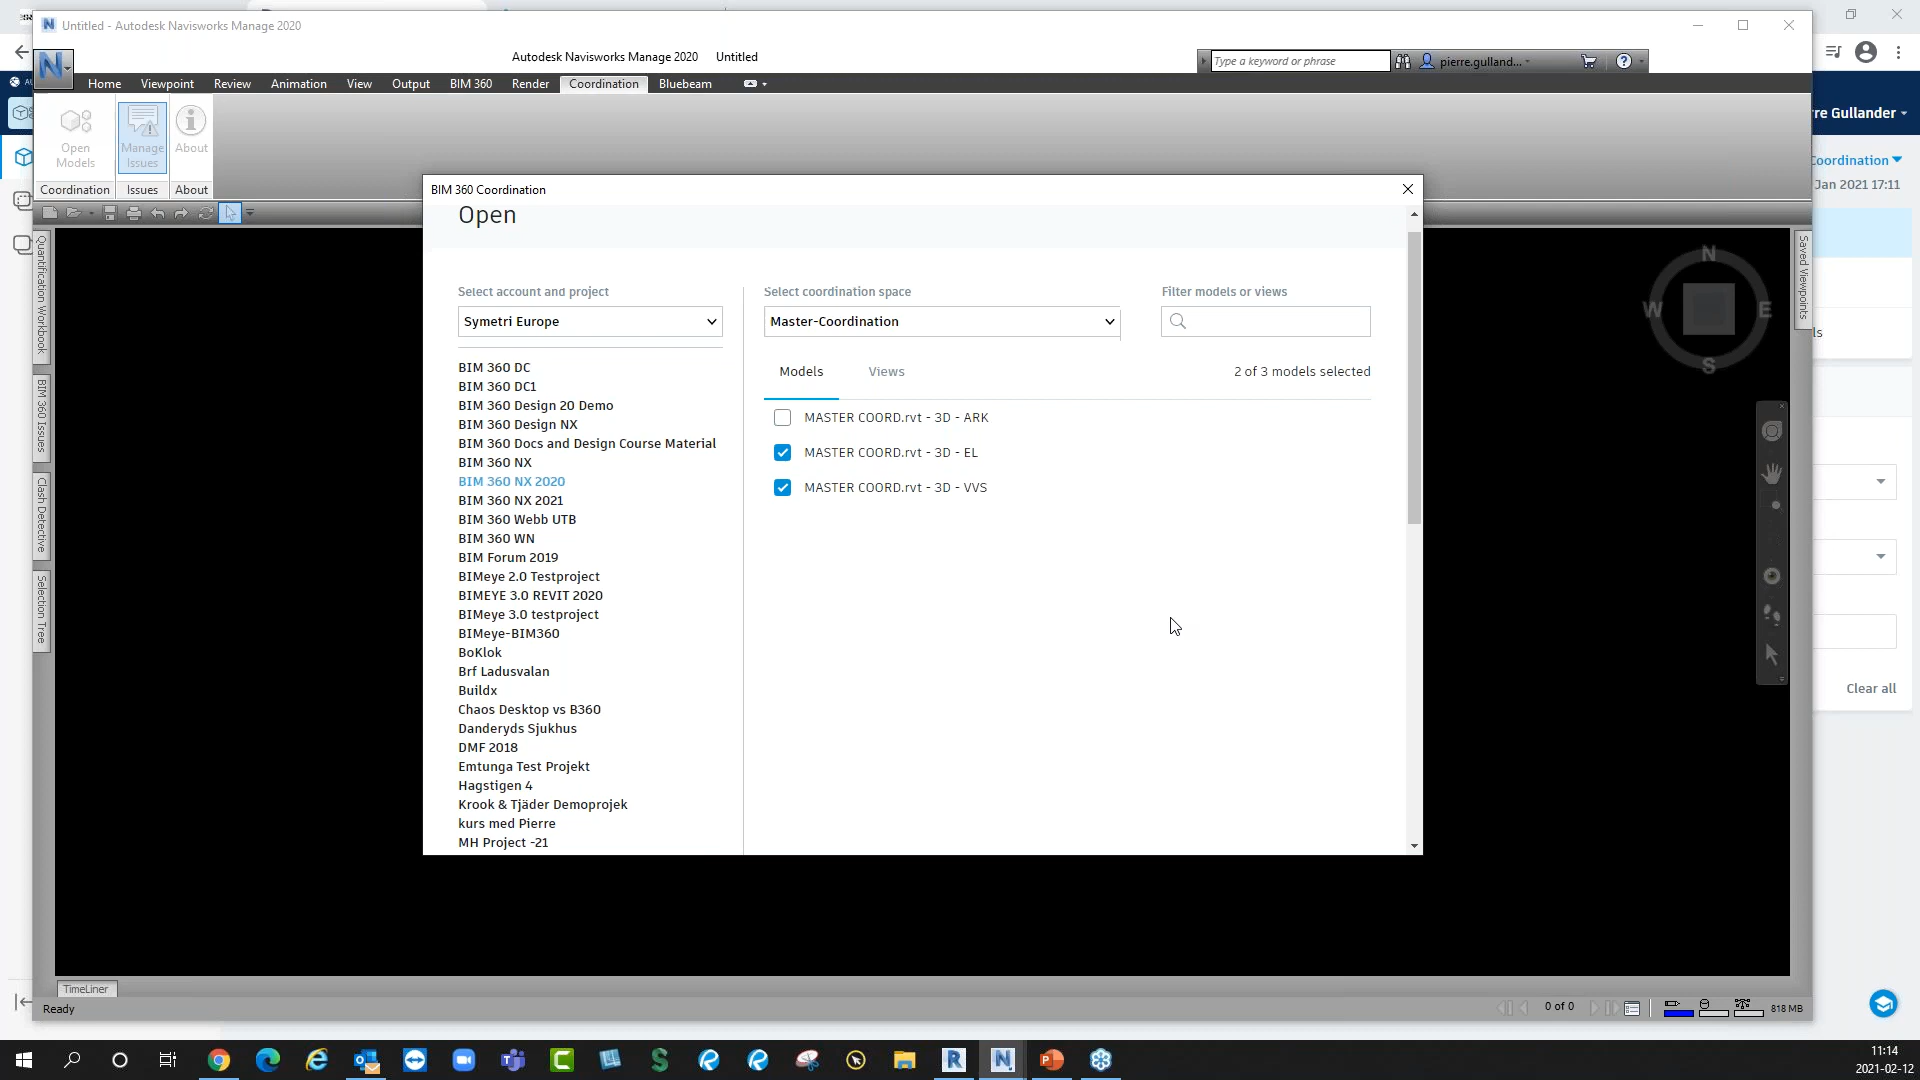 Untitled - Autodesk Navisworks Manage 2020
Autodesk Navisworks Manage 2020 Untitled
Type a keyword or phrase
pierre.gulland...
Home Viewpoint Review Animation View Output BIM 360 Render Coordination Bluebeam
Open Models
Manage Issues
About
Coordination Issues About
re Gullander
Coordination
Jan 2021 17:11
BIM 360 Coordination
Open
Select account and project
Symetri Europe
BIM 360 DC
BIM 360 DC1
BIM 360 Design 20 Demo
BIM 360 Design NX
BIM 360 Docs and Design Course Material
BIM 360 NX
BIM 360 NX 2020
BIM 360 NX 2021
BIM 360 Webb UTB
BIM 360 WN
BIM Forum 2019
BIMeye 2.0 Testproject
BIMEYE 3.0 REVIT 2020
BIMeye 3.0 testproject
BIMeye-BIM360
BoKlok
Brf Ladusvalan
Buildx
Chaos Desktop vs B360
Danderyds Sjukhus
DMF 2018
Emtunga Test Projekt
Hagstigen 4
Krook & Tjäder Demoprojek
kurs med Pierre
MH Project -21
Select coordination space
Master-Coordination
Filter models or views
Models Views
2 of 3 models selected
MASTER COORD.rvt - 3D - ARK
MASTER COORD.rvt - 3D - EL
MASTER COORD.rvt - 3D - VVS
Quantification Workbook
BIM 360 Issues
Clash Detective
Selection Tree
Saved Viewpoints
N
W
E
S
ls
Clear all
TimeLiner
Ready
0 of 0
818 MB
11:14
2021-02-12